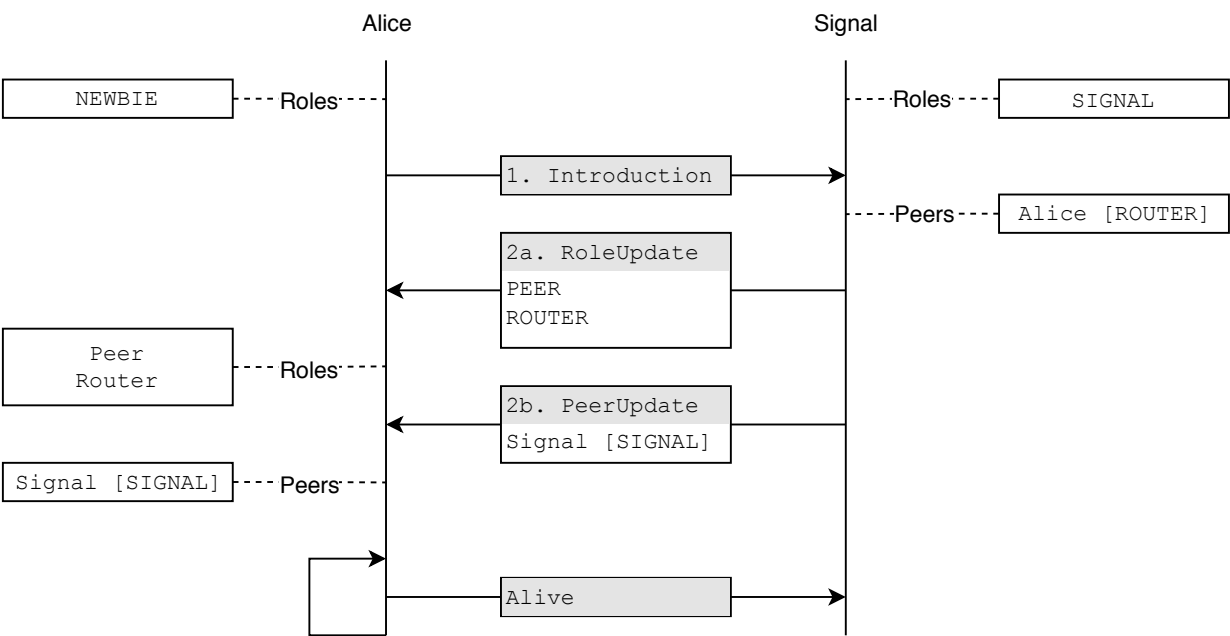 Alice
Signal
NEWBIE
Roles
Roles
SIGNAL
1. Introduction
Peers
Alice [ROUTER]
2a. RoleUpdate
PEER
ROUTER
Peer
Router
Roles
2b. PeerUpdate
Signal [SIGNAL]
Signal [SIGNAL]
Peers
Alive